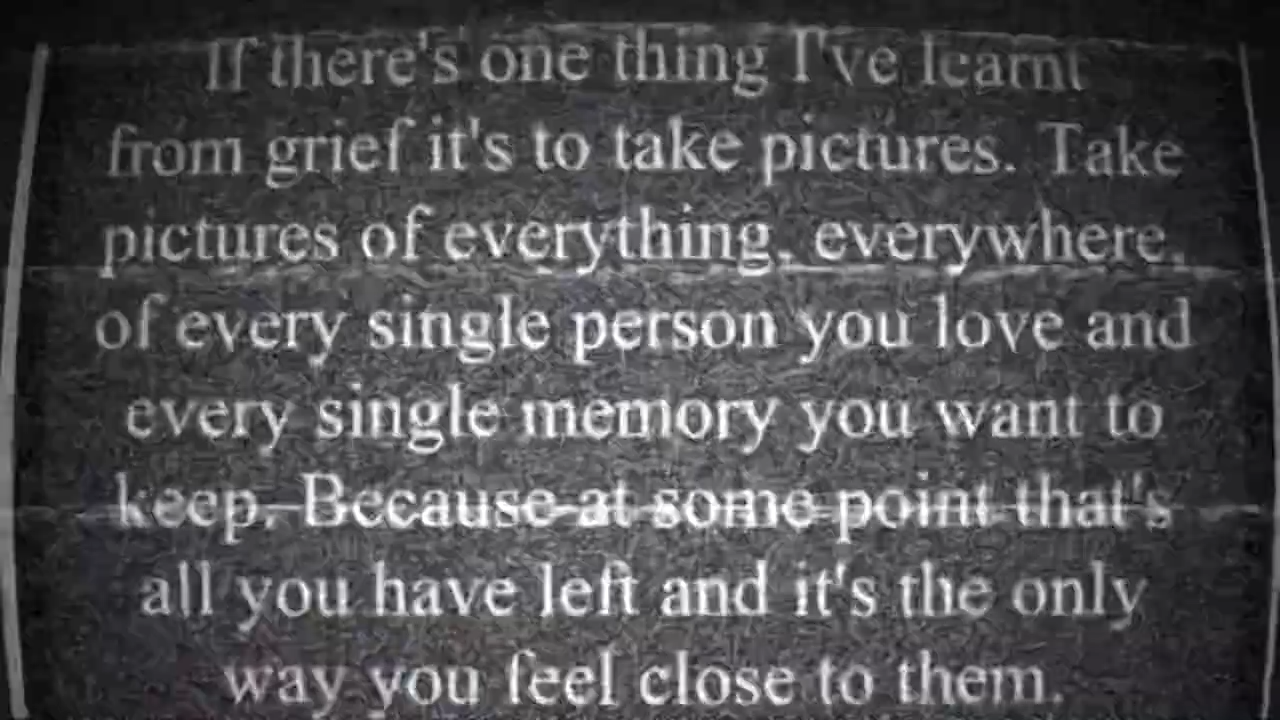 If there's one thing I've learnt
from grief it's to take pictures. Take
pictures of everything, everywhere,
of every single person you love and
every single memory you want to
keep. Because at some point that's
all you have left and it's the only
way you feel close to them.